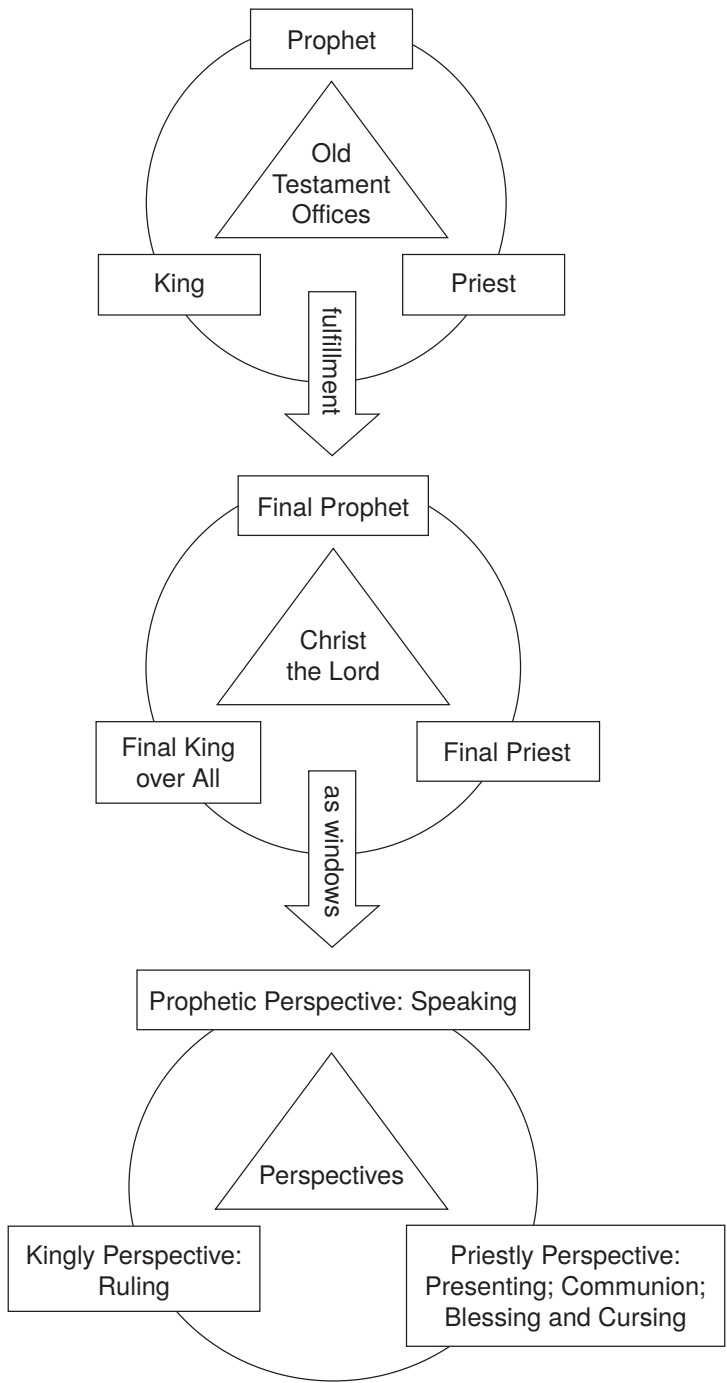 Prophet
Old
Testament
Offices
King
Priest
fulfillment
Final Prophet
Christ
the Lord
Final King
over All
Final Priest
as windows
Prophetic Perspective: Speaking
Perspectives
Kingly Perspective:
Ruling
Priestly Perspective:
Presenting; Communion;
Blessing and Cursing